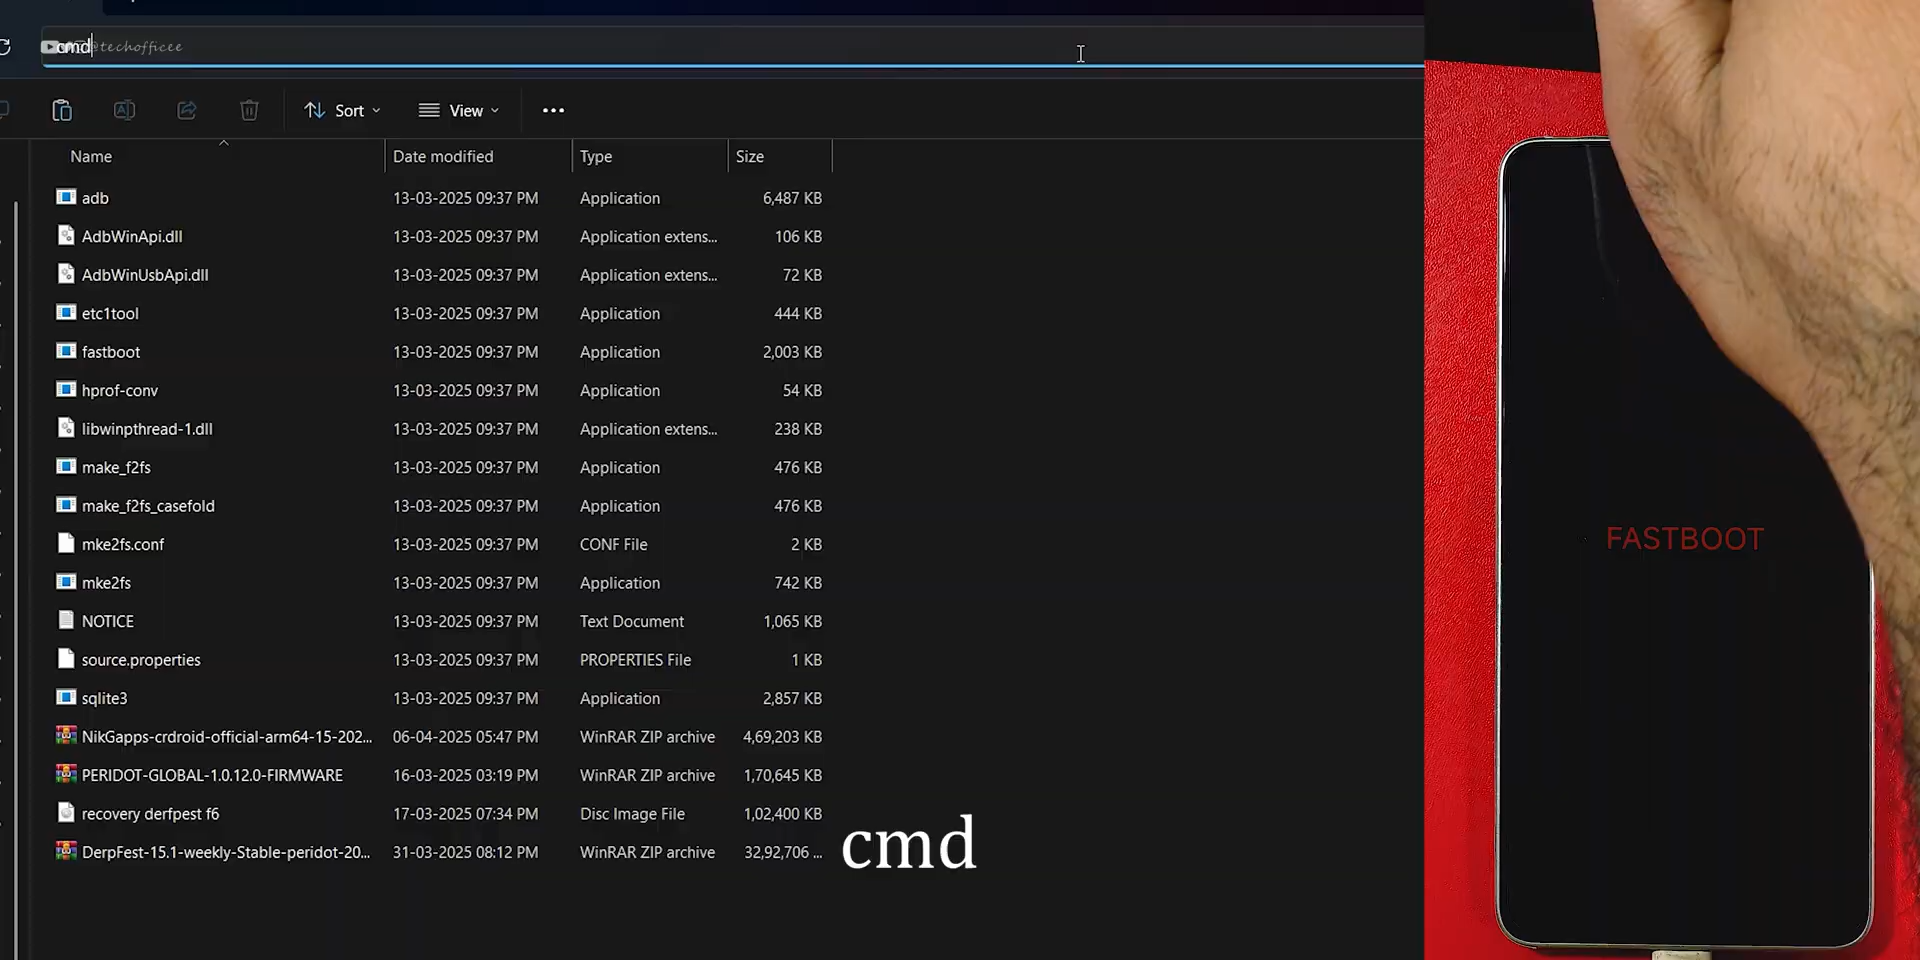 cmd @techofficee
Sort View
Name Date modified Type Size
adb 13-03-2025 09:37 PM Application 6,487 KB
AdbWinApi.dll 13-03-2025 09:37 PM Application extens... 106 KB
AdbWinUsbApi.dll 13-03-2025 09:37 PM Application extens... 72 KB
etc1tool 13-03-2025 09:37 PM Application 444 KB
fastboot 13-03-2025 09:37 PM Application 2,003 KB
hprof-conv 13-03-2025 09:37 PM Application 54 KB
libwinpthread-1.dll 13-03-2025 09:37 PM Application extens... 238 KB
make_f2fs 13-03-2025 09:37 PM Application 476 KB
make_f2fs_casefold 13-03-2025 09:37 PM Application 476 KB
mke2fs.conf 13-03-2025 09:37 PM CONF File 2 KB
mke2fs 13-03-2025 09:37 PM Application 742 KB
NOTICE 13-03-2025 09:37 PM Text Document 1,065 KB
source.properties 13-03-2025 09:37 PM PROPERTIES File 1 KB
sqlite3 13-03-2025 09:37 PM Application 2,857 KB
NikGapps-crdroid-official-arm64-15-202... 06-04-2025 05:47 PM WinRAR ZIP archive 4,69,203 KB
PERIDOT-GLOBAL-1.0.12.0-FIRMWARE 16-03-2025 03:19 PM WinRAR ZIP archive 1,70,645 KB
recovery derfpest f6 17-03-2025 07:34 PM Disc Image File 1,02,400 KB
DerpFest-15.1-weekly-Stable-peridot-20... 31-03-2025 08:12 PM WinRAR ZIP archive 32,92,706 ...
cmd
FASTBOOT